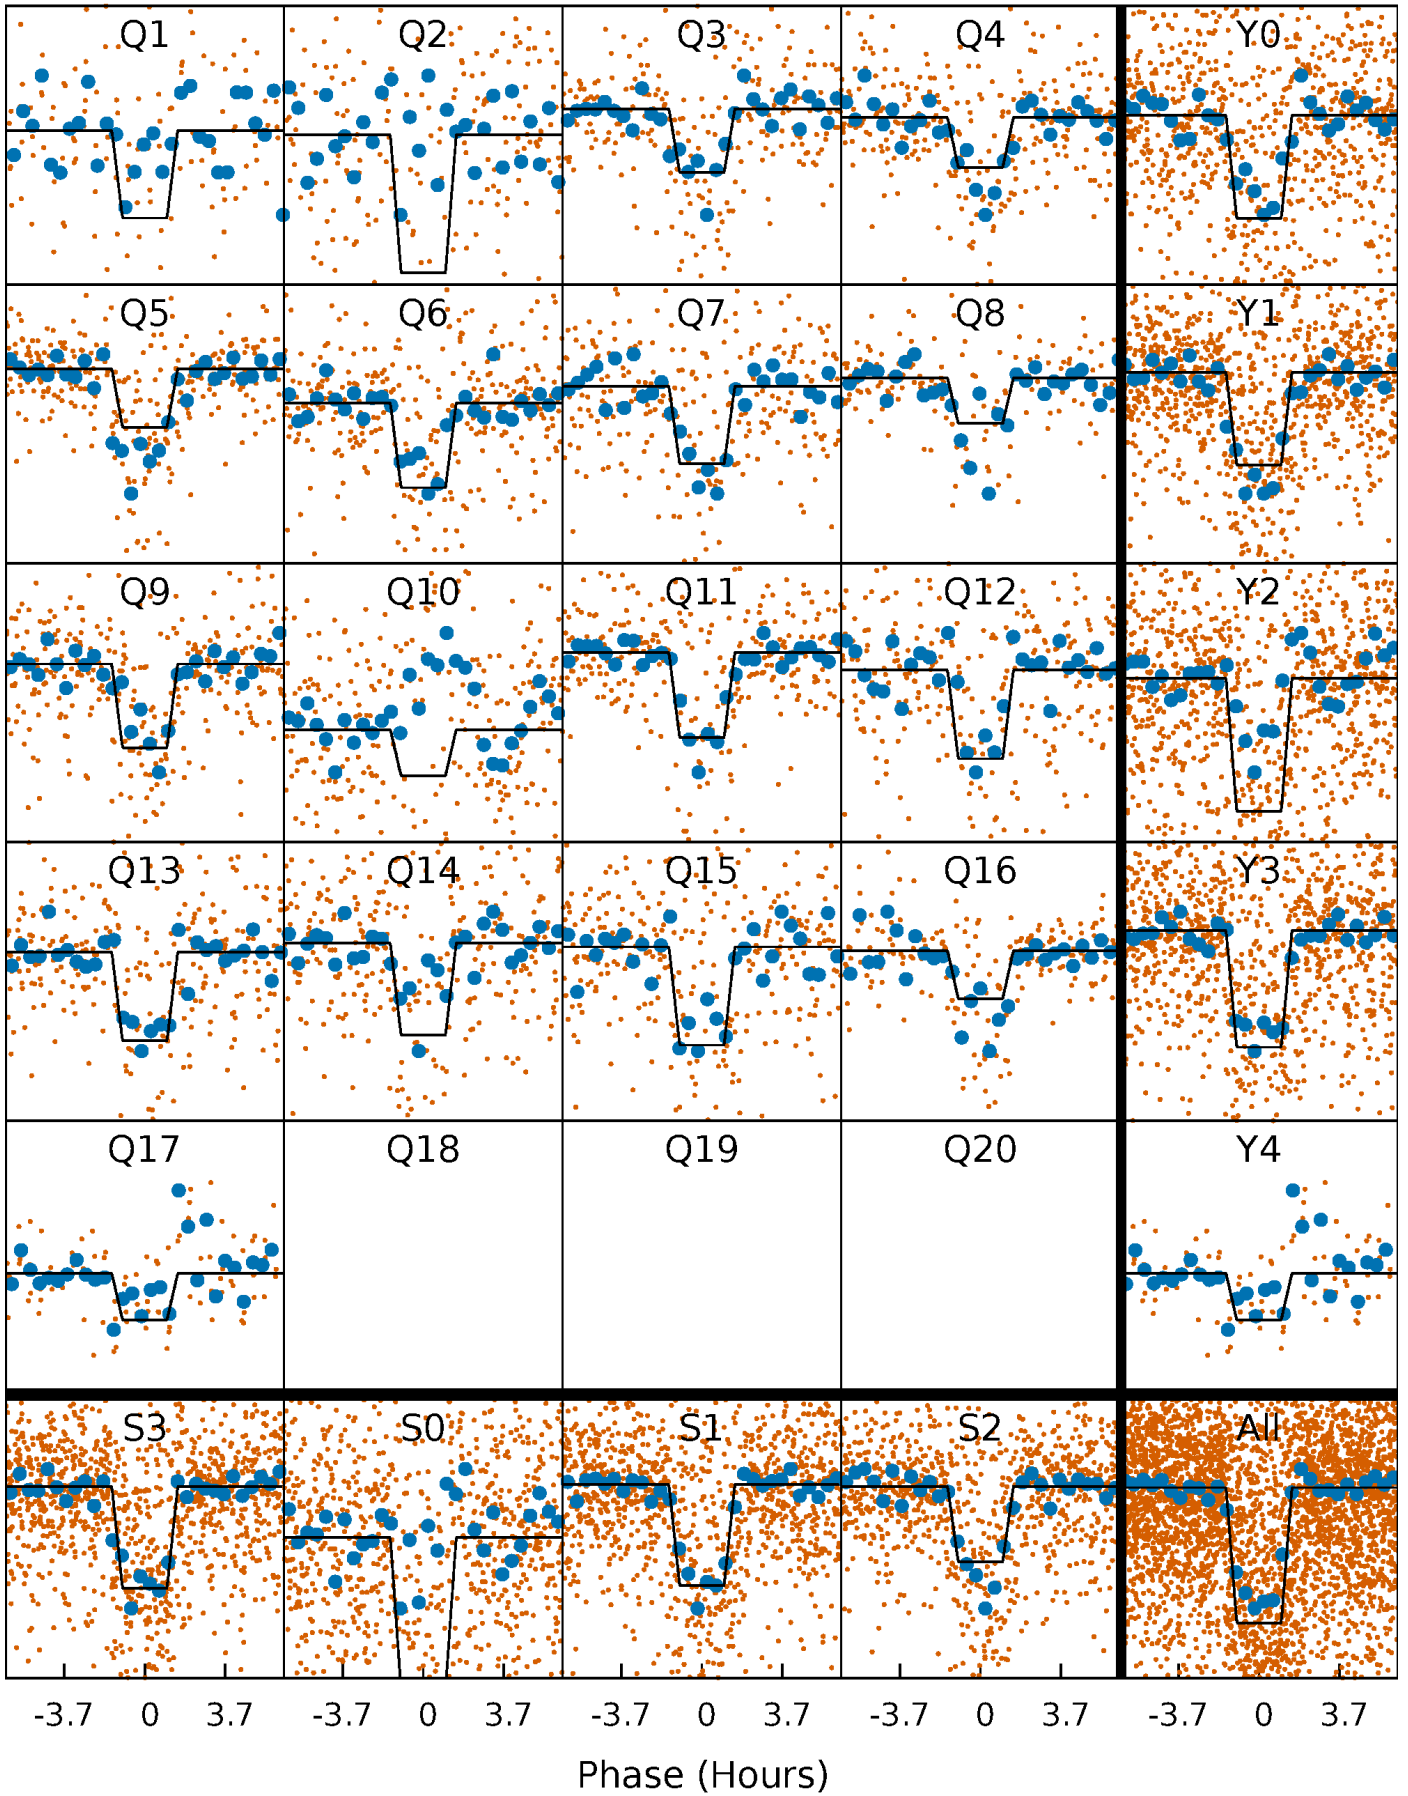 Q1 Q2 Q3 Q4 Y0
Q5 Q6 Q7 Q8 Y1
Q9 Q10 Q11 Q12 Y2
Q13 Q14 Q15 Q16 Y3
Q17 Q18 Q19 Q20 Y4
S3 S0 S1 S2 All
-3.7 0 3.7 -3.7 0 3.7 -3.7 0 3.7 -3.7 0 3.7 -3.7 0 3.7
Phase (Hours)